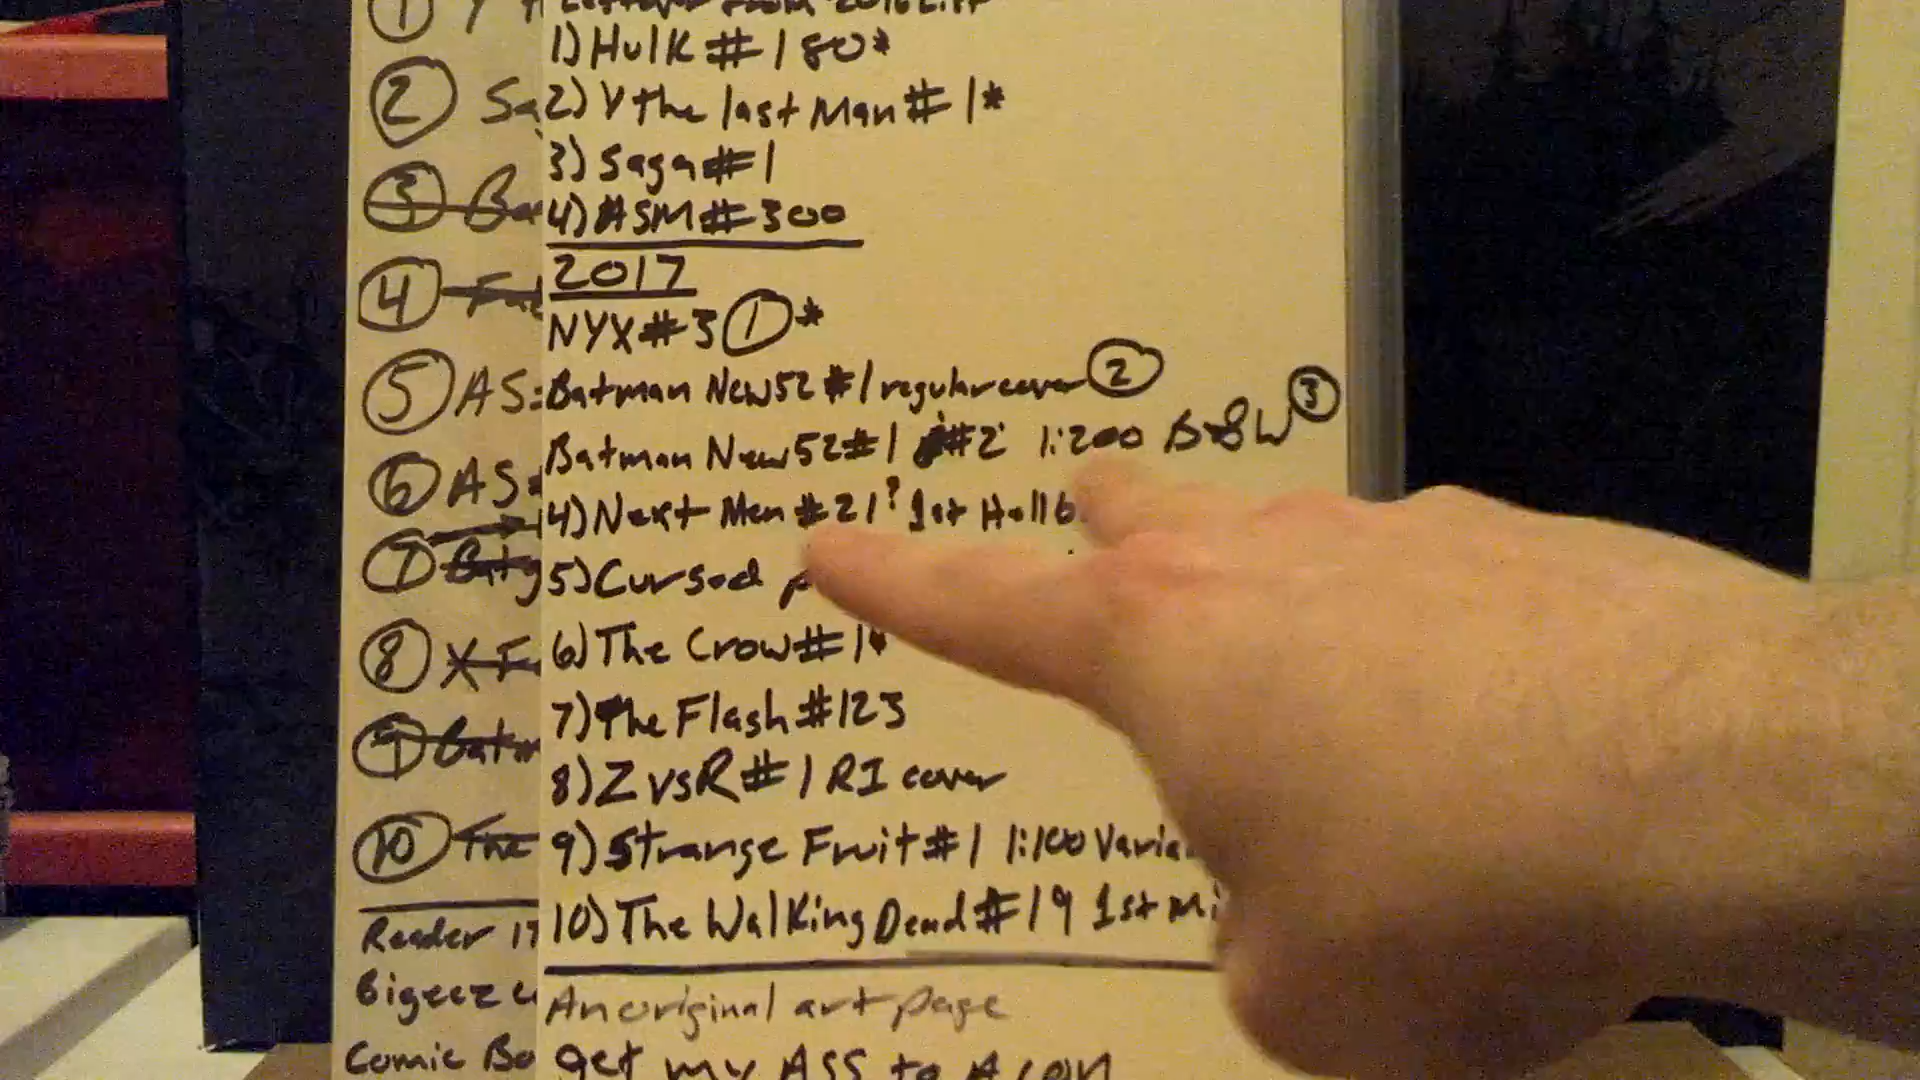 1) Hulk #180*
2) Y the last Man #1*
3) Saga #1
4) ASM #300
2017
NYX #3 1 *
Batman New52 #1 regular cover 2
Batman New52 #1 #2 1:200 B&W 3
4) Next Men #21? 1st Hellb
5) Cursed
6) The Crow #1*
7) The Flash #123
8) Z vs R #1 RI cover
9) Strange Fruit #1 1:100 Varia
10) The Walking Dead #19 1st Mi
An original art page
get my ASS to A con
1
2 Sa
3
4
5 AS
6 AS
7
8
9
10
Reader
Comic Bo